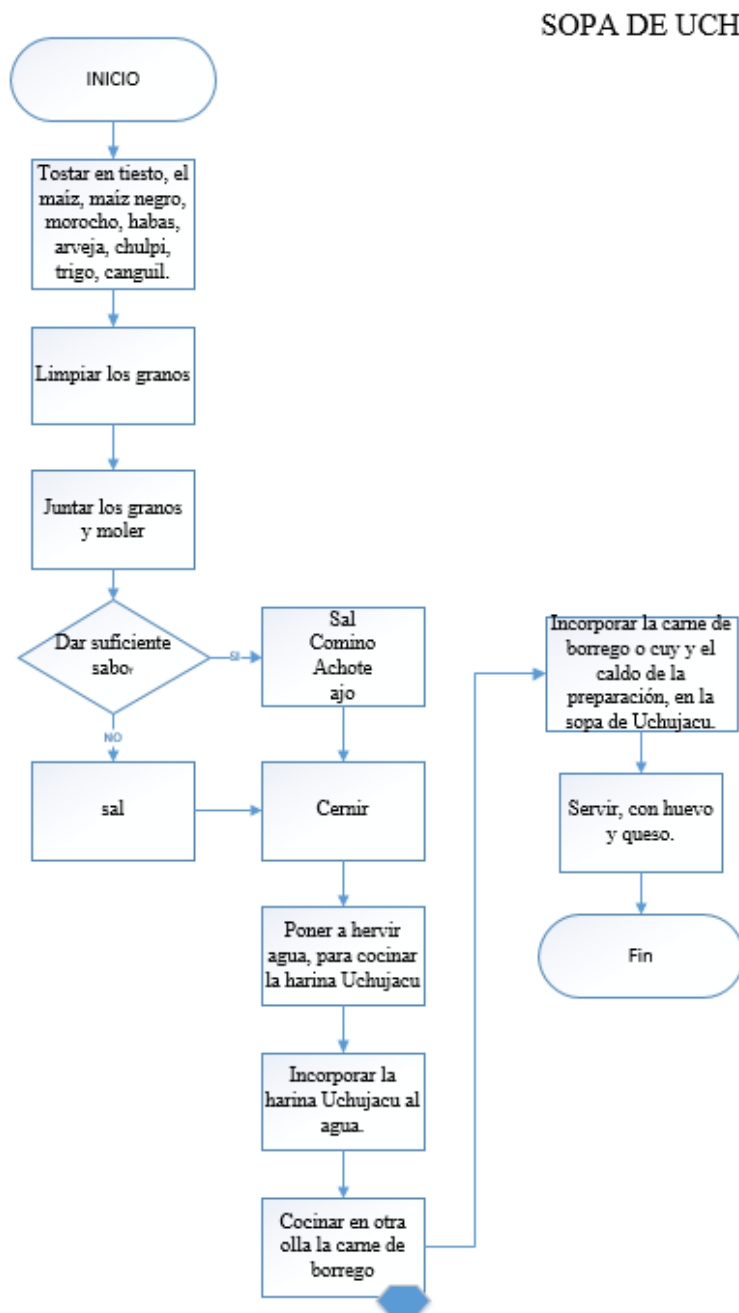 SOPA DE UCH
INICIO
Tostar en tiesto, el
maíz, maíz negro,
morocho, habas,
arveja, chulpi,
trigo, canguil.
Limpiar los granos
Juntar los granos
y moler
Dar suficiente
sabor
SI
NO
Sal
Comino
Achote
ajo
sal
Cernir
Poner a hervir
agua, para cocinar
la harina Uchujacu
Incorporar la
harina Uchujacu al
agua.
Cocinar en otra
olla la carne de
borrego
Incorporar la carne de
borrego o cuy y el
caldo de la
preparación, en la
sopa de Uchujacu.
Servir, con huevo
y queso.
Fin